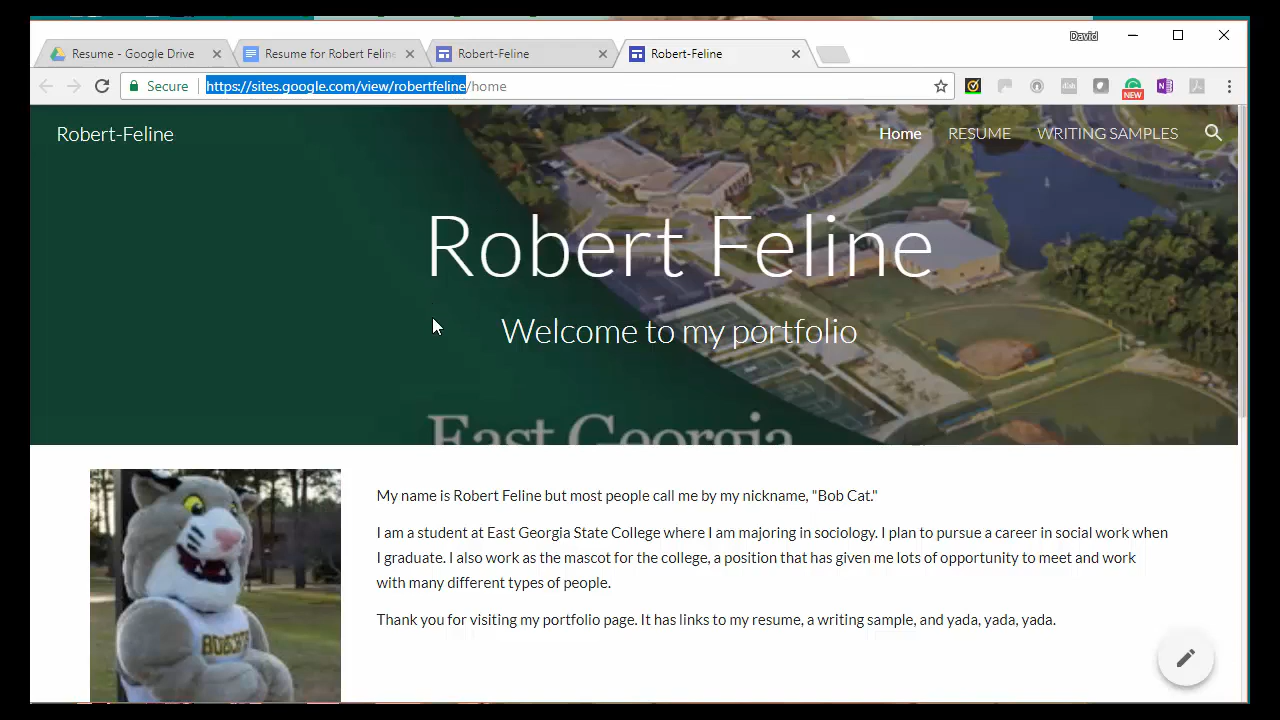 David
Resume - Google Drive
Resume for Robert Feline
Robert-Feline
Robert-Feline
Secure
https://sites.google.com/view/robertfeline/home
NEW
Robert-Feline
Home
RESUME
WRITING SAMPLES
Robert Feline
Welcome to my portfolio
East Georgia
BOBCATS
My name is Robert Feline but most people call me by my nickname, "Bob Cat."
I am a student at East Georgia State College where I am majoring in sociology. I plan to pursue a career in social work when
I graduate. I also work as the mascot for the college, a position that has given me lots of opportunity to meet and work
with many different types of people.
Thank you for visiting my portfolio page. It has links to my resume, a writing sample, and yada, yada, yada.